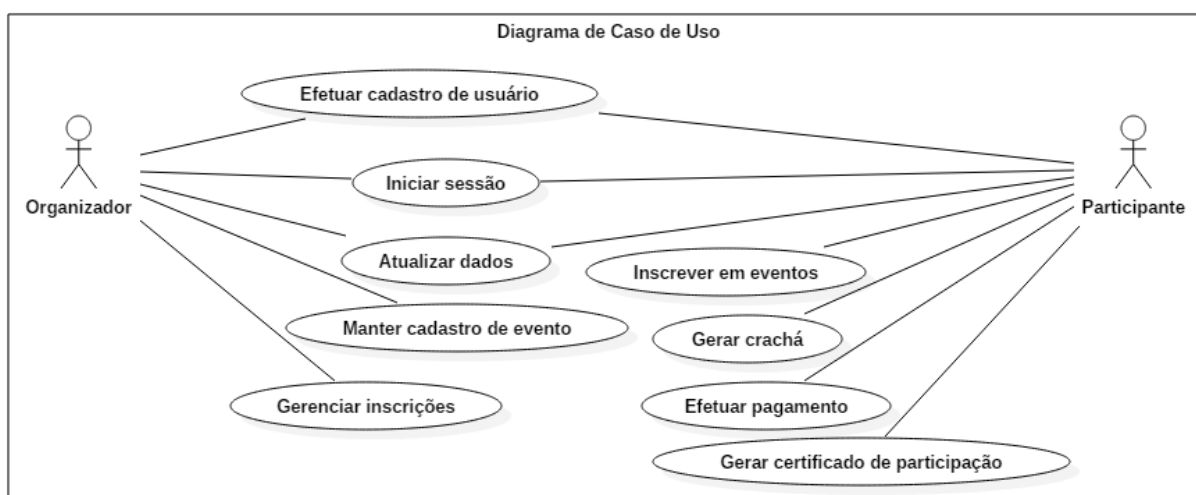 Diagrama de Caso de Uso
Efetuar cadastro de usuário
Iniciar sessão
Organizador
Participante
Atualizar dados
Inscrever em eventos
Manter cadastro de evento
Gerar crachá
Gerenciar inscrições
Efetuar pagamento
Gerar certificado de participação